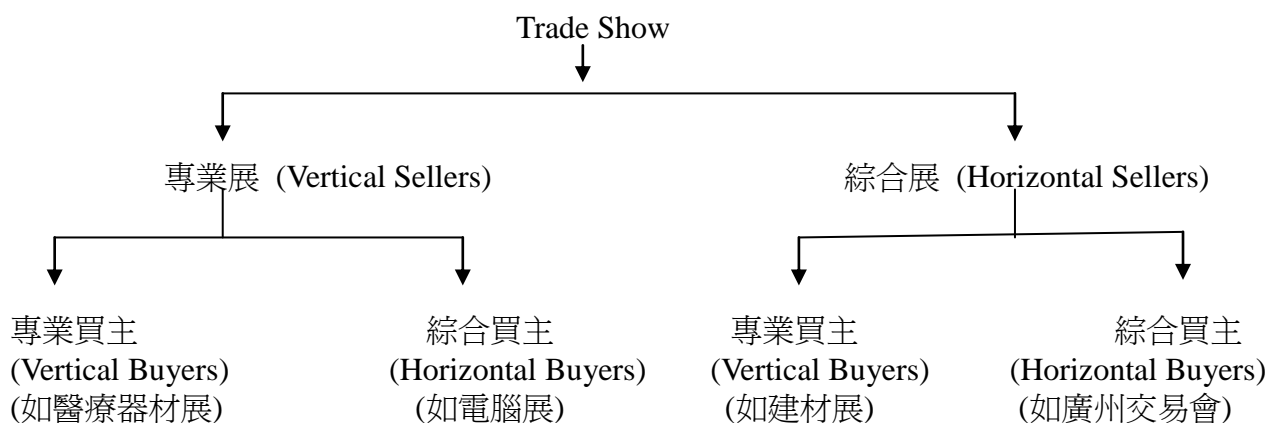 Trade Show
專業展 (Vertical Sellers)
綜合展 (Horizontal Sellers)
專業買主
(Vertical Buyers)
(如醫療器材展)
綜合買主
(Horizontal Buyers)
(如電腦展)
專業買主
(Vertical Buyers)
(如建材展)
綜合買主
(Horizontal Buyers)
(如廣州交易會)